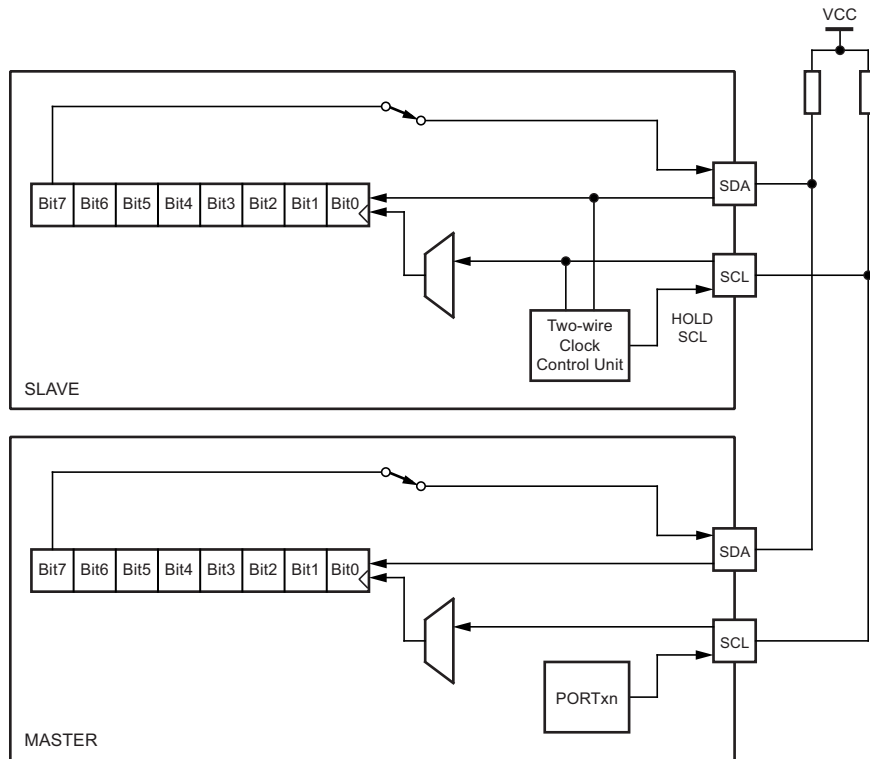 VCC
SDA
Bit7 Bit6 Bit5 Bit4 Bit3 Bit2 Bit1 Bit0
SCL
Two-wire
Clock
Control Unit
HOLD
SCL
SLAVE
SDA
Bit7 Bit6 Bit5 Bit4 Bit3 Bit2 Bit1 Bit0
SCL
PORTxn
MASTER